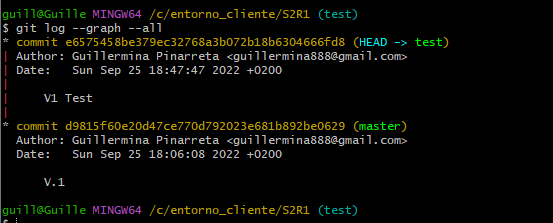 guill@Guille MINGW64 /c/entorno_cliente/S2R1 (test)
$ git log --graph --all
* commit e6575458be379ec32768a3b072b18b6304666fd8 (HEAD -> test)
| Author: Guillermina Pinarreta <guillermina888@gmail.com>
| Date:   Sun Sep 25 18:47:47 2022 +0200
|
|     V1 Test
|
* commit d9815f60e20d47ce770d792023e681b892be0629 (master)
  Author: Guillermina Pinarreta <guillermina888@gmail.com>
  Date:   Sun Sep 25 18:06:08 2022 +0200

      V.1

guill@Guille MINGW64 /c/entorno_cliente/S2R1 (test)
$